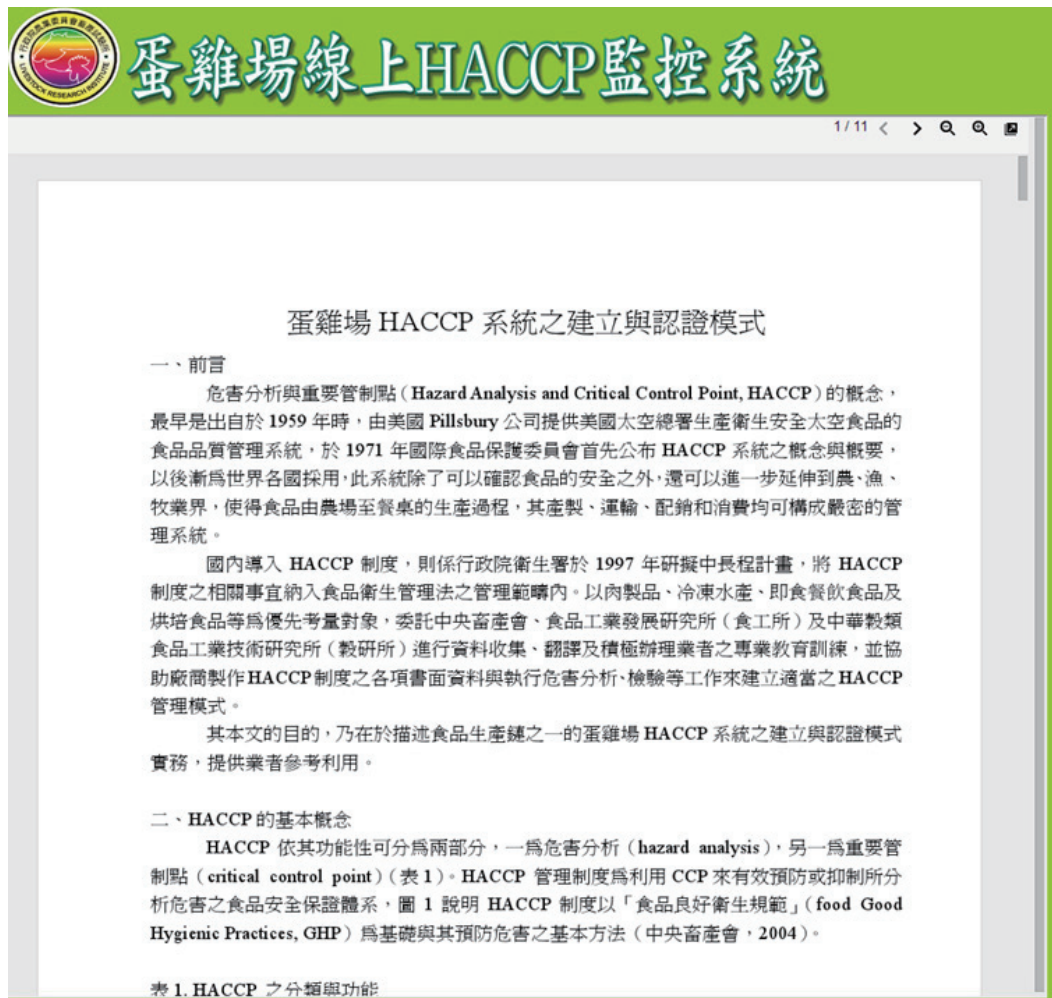 行政院農業委員會畜產試驗所
LIVESTOCK RESEARCH INSTITUTE
蛋雞場線上HACCP監控系統
1 / 11
蛋雞場 HACCP 系統之建立與認證模式
一、前言
危害分析與重要管制點（Hazard Analysis and Critical Control Point, HACCP）的概念，
最早是出自於 1959 年時，由美國 Pillsbury 公司提供美國太空總署生產衛生安全太空食品的
食品品質管理系統，於 1971 年國際食品保護委員會首先公布 HACCP 系統之概念與概要，
以後漸爲世界各國採用，此系統除了可以確認食品的安全之外，還可以進一步延伸到農、漁、
牧業界，使得食品由農場至餐桌的生產過程，其產製、運輸、配銷和消費均可構成嚴密的管
理系統。
國內導入 HACCP 制度，則係行政院衛生署於 1997 年研擬中長程計畫，將 HACCP
制度之相關事宜納入食品衛生管理法之管理範疇內。以肉製品、冷凍水產、即食餐飲食品及
烘培食品等爲優先考量對象，委託中央畜產會、食品工業發展研究所（食工所）及中華穀類
食品工業技術研究所（穀研所）進行資料收集、翻譯及積極辦理業者之專業教育訓練，並協
助廠商製作HACCP制度之各項書面資料與執行危害分析、檢驗等工作來建立適當之HACCP
管理模式。
其本文的目的，乃在於描述食品生產鏈之一的蛋雞場 HACCP 系統之建立與認證模式
實務，提供業者參考利用。
二、HACCP 的基本概念
HACCP 依其功能性可分爲兩部分，一爲危害分析（hazard analysis），另一爲重要管
制點（critical control point）（表 1）。HACCP 管理制度爲利用 CCP 來有效預防或抑制所分
析危害之食品安全保證體系，圖 1 說明 HACCP 制度以「食品良好衛生規範」（food Good
Hygienic Practices, GHP）爲基礎與其預防危害之基本方法（中央畜產會，2004）。
表 1. HACCP 之分類與功能